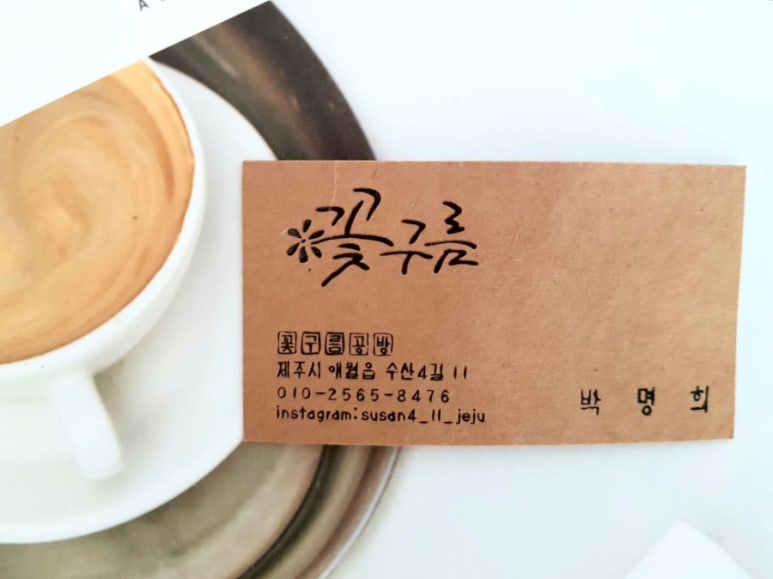 꽃구름
꽃구름공방
제주시 애월읍 수산4길 11
010-2565-8476
instagram:susan4_11_jeju
박 명 희